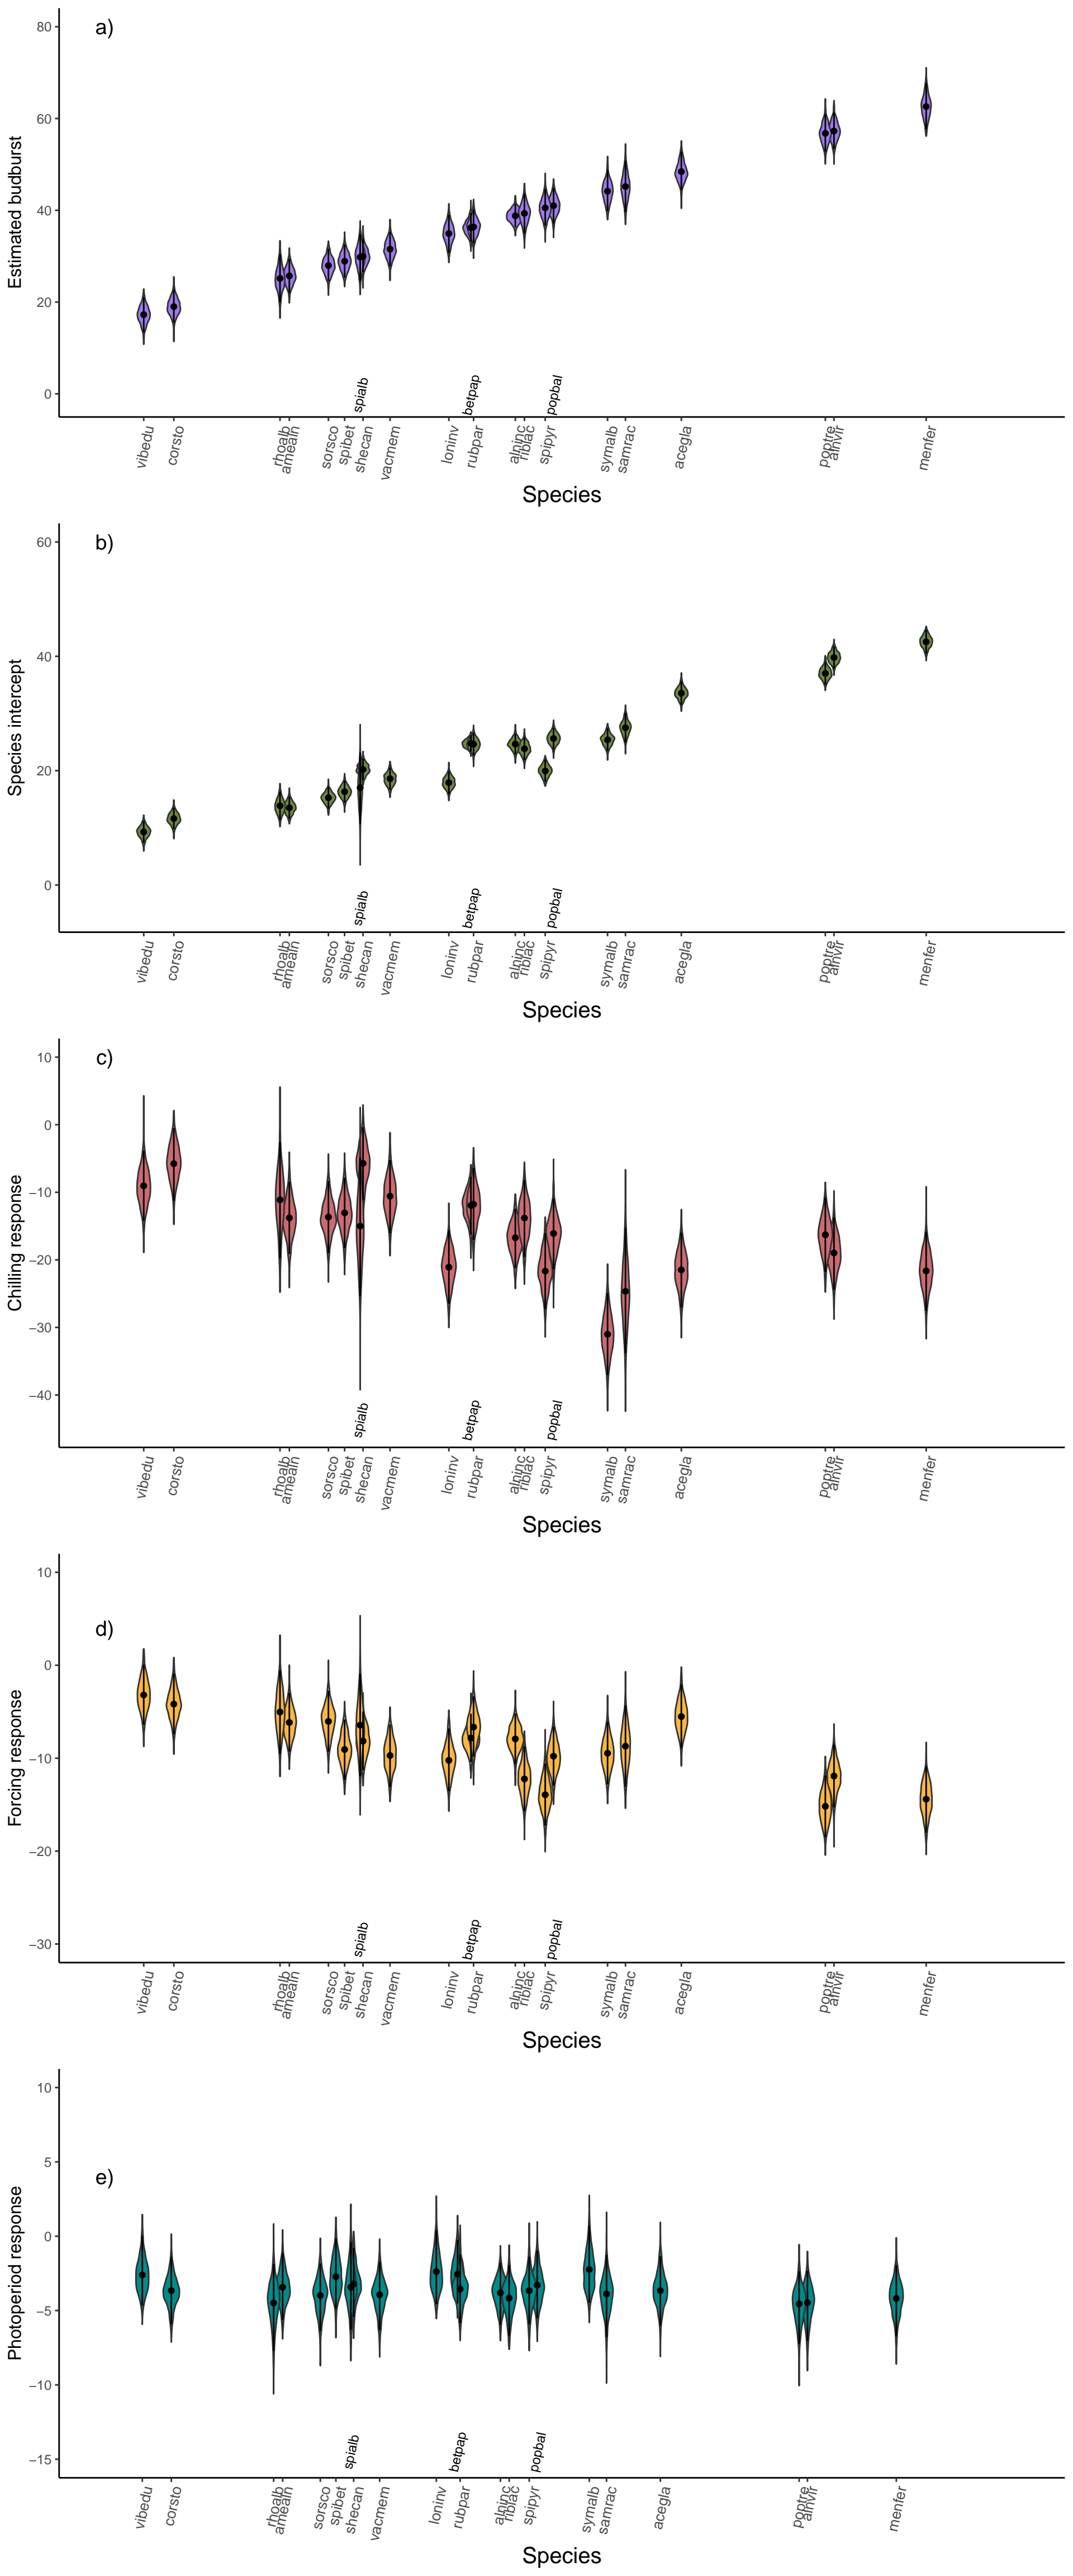 a)
80
60
40
20
0
Estimated budburst
spialb
betpap
popbal
vibedu
corsto
rhoalb
amealn
sorsco
spibet
shecan
vacmem
loninv
rubpar
alninc
riblac
spipyr
symalb
samrac
acegla
poptre
alnvir
menfer
Species
b)
60
40
20
0
Species intercept
spialb
betpap
popbal
vibedu
corsto
rhoalb
amealn
sorsco
spibet
shecan
vacmem
loninv
rubpar
alninc
riblac
spipyr
symalb
samrac
acegla
poptre
alnvir
menfer
Species
c)
10
0
−10
−20
−30
−40
Chilling response
spialb
betpap
popbal
vibedu
corsto
rhoalb
amealn
sorsco
spibet
shecan
vacmem
loninv
rubpar
alninc
riblac
spipyr
symalb
samrac
acegla
poptre
alnvir
menfer
Species
d)
10
0
−10
−20
−30
Forcing response
spialb
betpap
popbal
vibedu
corsto
rhoalb
amealn
sorsco
spibet
shecan
vacmem
loninv
rubpar
alninc
riblac
spipyr
symalb
samrac
acegla
poptre
alnvir
menfer
Species
e)
10
5
0
−5
−10
−15
Photoperiod response
spialb
betpap
popbal
vibedu
corsto
rhoalb
amealn
sorsco
spibet
shecan
vacmem
loninv
rubpar
alninc
riblac
spipyr
symalb
samrac
acegla
poptre
alnvir
menfer
Species